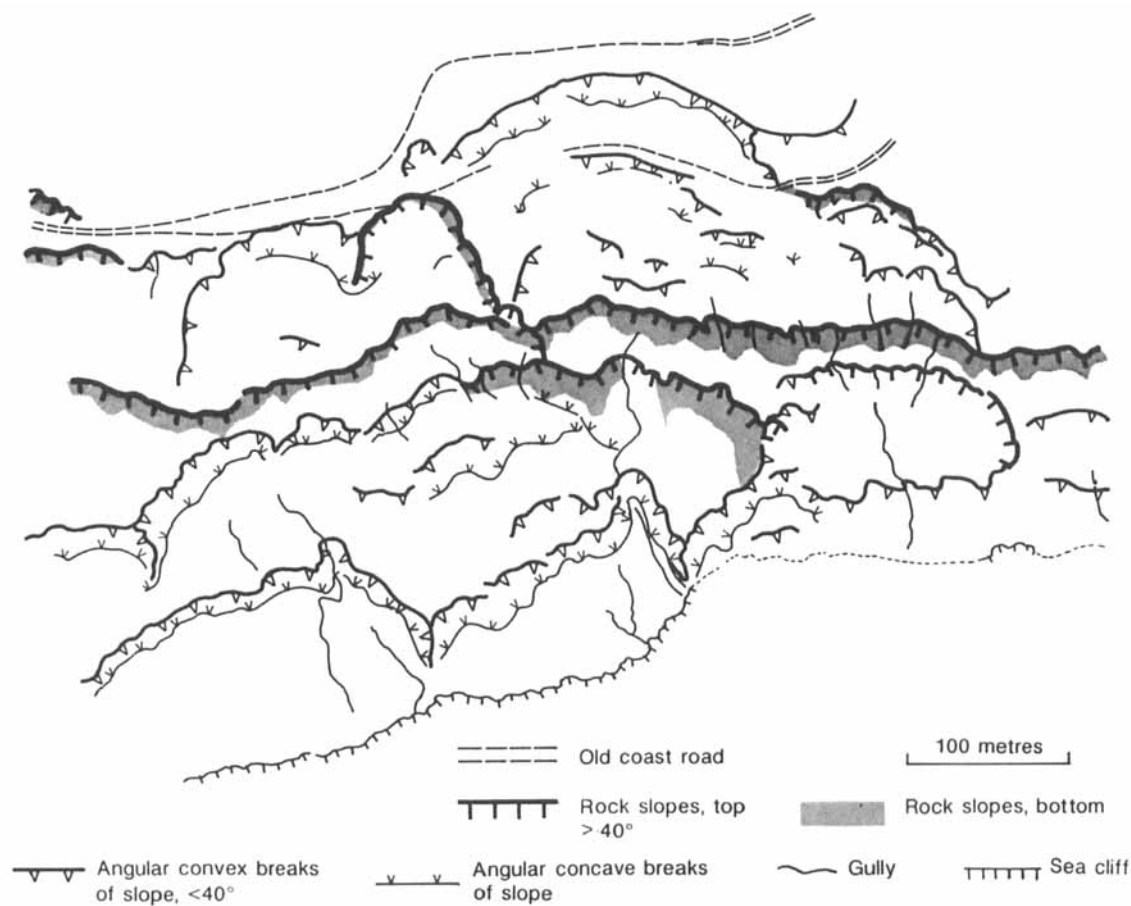 Old coast road
100 metres
Rock slopes, top
> 40°
Rock slopes, bottom
Angular convex breaks
of slope, <40°
Angular concave breaks
of slope
Gully
Sea cliff